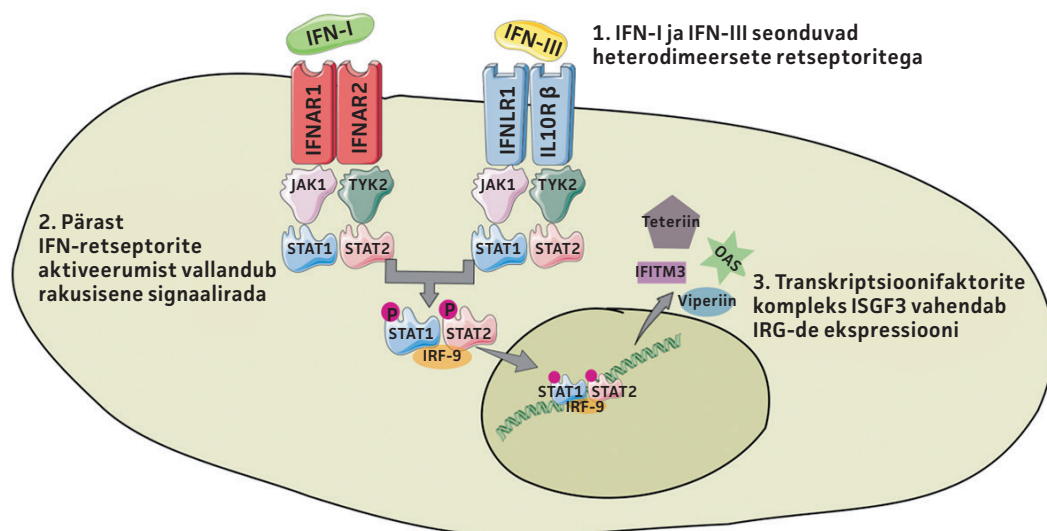 IFN-I
IFN-III
1. IFN-I ja IFN-III seonduvad
heterodimeersete retseptoritega
IFNAR1
IFNAR2
IFNLR1
IL10R β
JAK1
TYK2
JAK1
TYK2
STAT1
STAT2
STAT1
STAT2
2. Pärast
IFN-retseptorite
aktiveerumist vallandub
rakusisene signaalirada
P
P
STAT1
STAT2
IRF-9
STAT1
STAT2
IRF-9
Teteriin
OAS
IFITM3
Viperiin
3. Transkriptsioonifaktorite
kompleks ISGF3 vahendab
IRG-de ekspressiooni